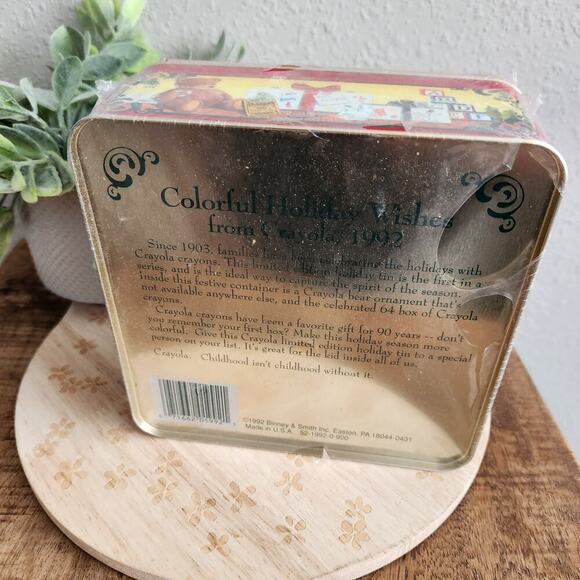 Colorful Holiday Wishes
from Crayola, 1992
Since 1903, families have been celebrating the holidays with
Crayola crayons. This limited edition holiday tin is the first in a
series, and is the ideal way to capture the spirit of the season.
Inside this festive container is a Crayola bear ornament that's
not available anywhere else, and the celebrated 64 box of Crayola
crayons.
Crayola crayons have been a favorite gift for 90 years -- don't
you remember your first box? Make this holiday season more
colorful. Give this Crayola limited edition holiday tin to a special
person on your list. It's great for the kid inside all of us.
Crayola. Childhood isn't childhood without it.
©1992 Binney & Smith Inc. Easton, PA 18044-0431
Made in U.S.A. 52-1992-0-900